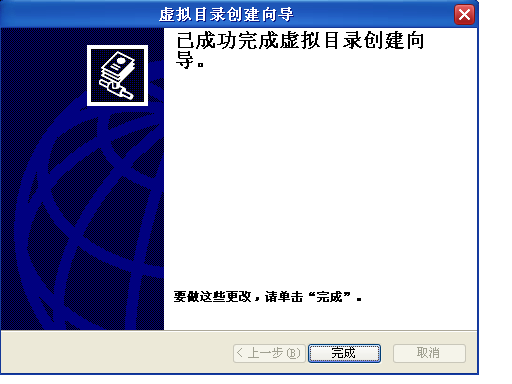 虚拟目录创建向导
已成功完成虚拟目录创建向
导。
要做这些更改，请单击“完成”。
< 上一步(B)
完成
取消